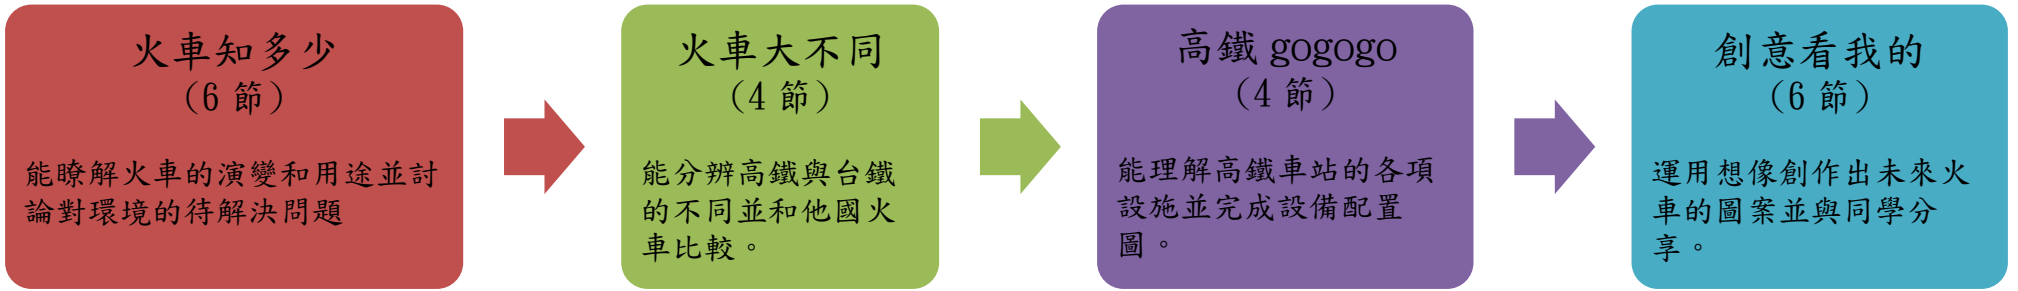 火車知多少
（6 節）
能瞭解火車的演變和用途並討
論對環境的待解決問題
火車大不同
（4 節）
能分辨高鐵與台鐵
的不同並和他國火
車比較。
高鐵 gogogo
（4 節）
能理解高鐵車站的各項
設施並完成設備配置
圖。
創意看我的
（6 節）
運用想像創作出未來火
車的圖案並與同學分
享。